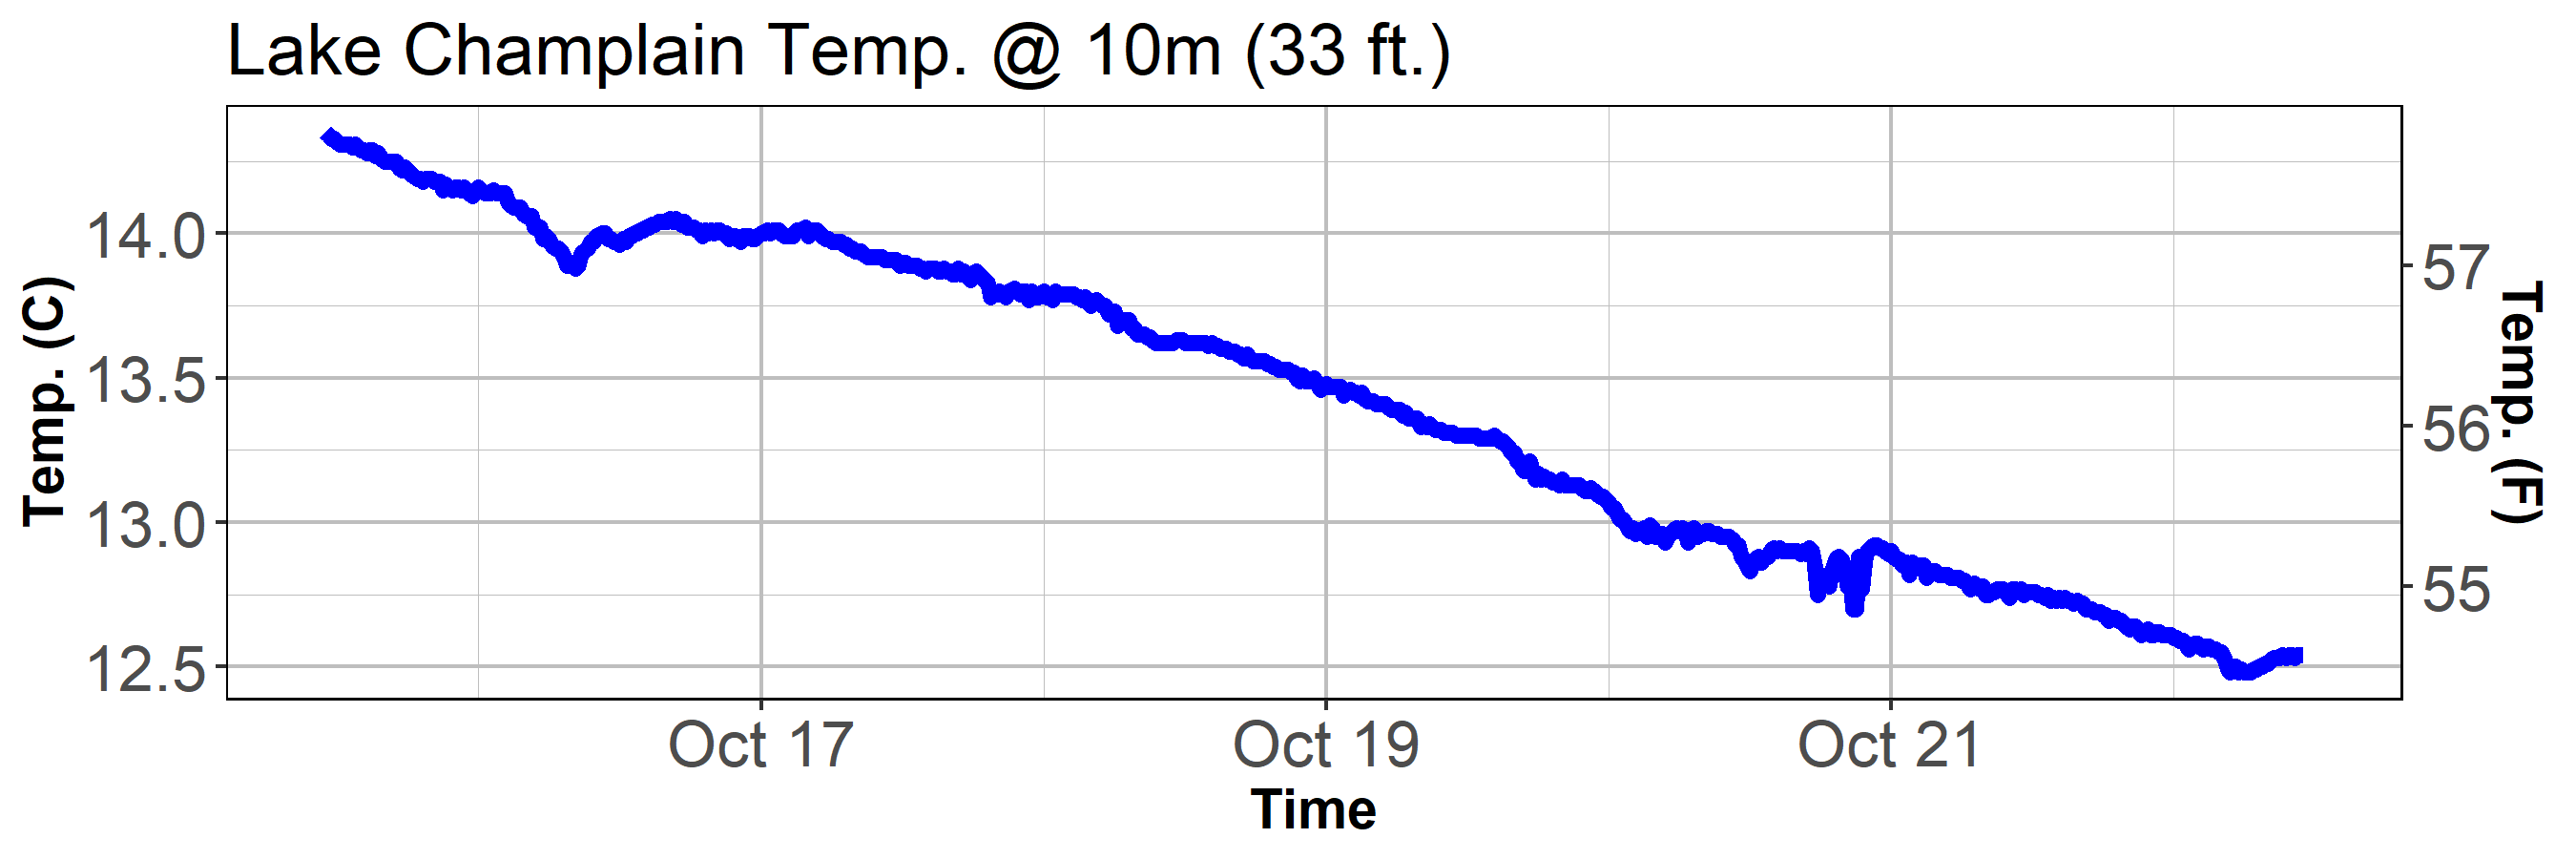 Lake Champlain Temp. @ 10m (33 ft.)
Temp. (C)
14.0
13.5
13.0
12.5
57
56
55
Temp. (F)
Oct 17 Oct 19 Oct 21
Time